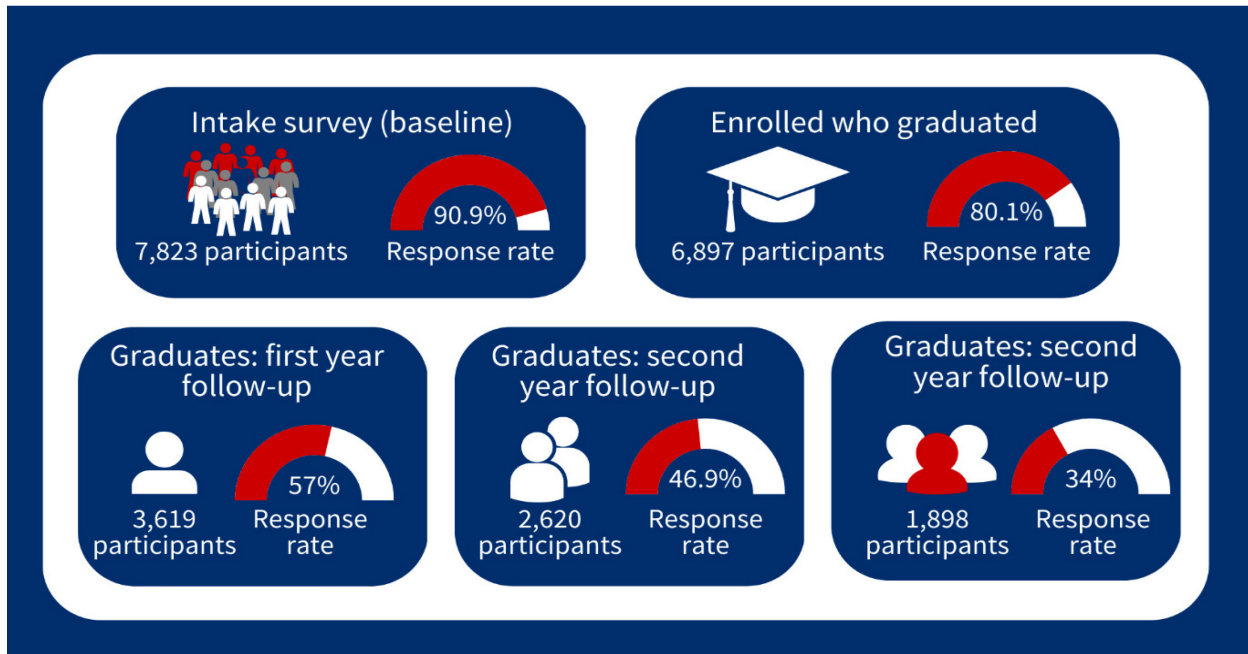 Intake survey (baseline)
90.9%
7,823 participants
Response rate
Enrolled who graduated
80.1%
6,897 participants
Response rate
Graduates: first year
follow-up
57%
3,619
participants
Response
rate
Graduates: second
year follow-up
46.9%
2,620
participants
Response
rate
Graduates: second
year follow-up
34%
1,898
participants
Response
rate